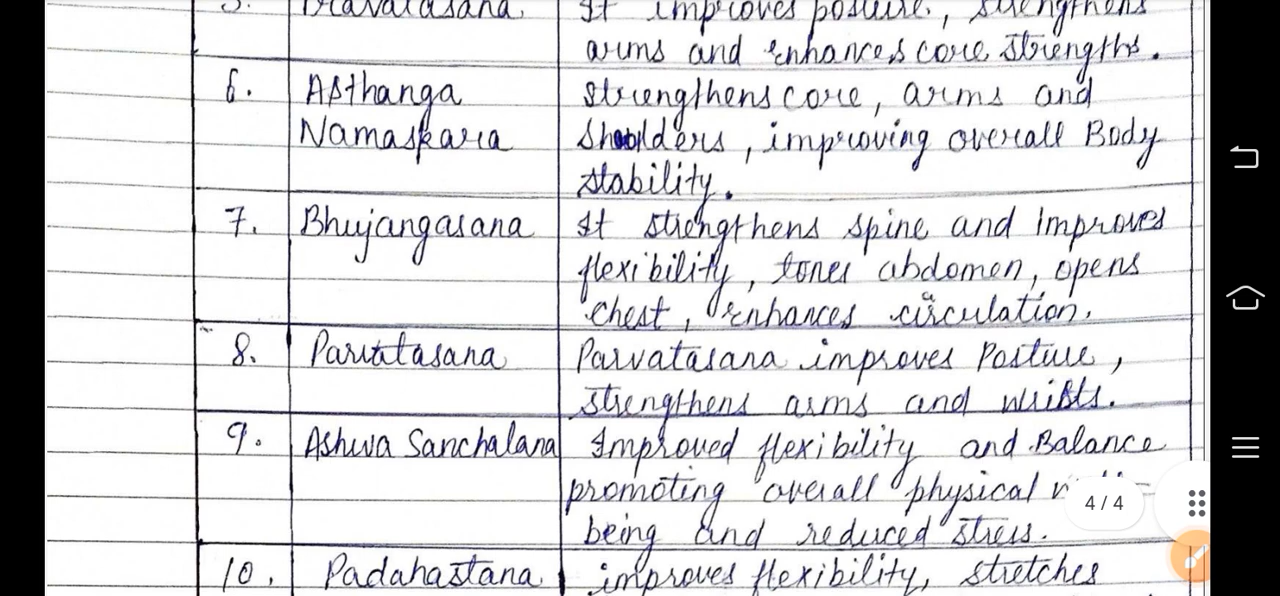 5. It improves posture, strengthens
arms and enhances core strengths.
6. Asthanga strengthens core, arms and
Namaskara Shoulders, improving overall Body
stability.
7. Bhujangasana It strengthens spine and improves
flexibility, tones abdomen, opens
chest, enhances circulation.
8. Parvatasana Parvatasana improves Posture,
strengthens arms and wrists.
9. Ashwa Sanchalana Improved flexibility and Balance
promoting overall physical
being and reduced stress.
10. Padahastana improves flexibility, stretches
4/4